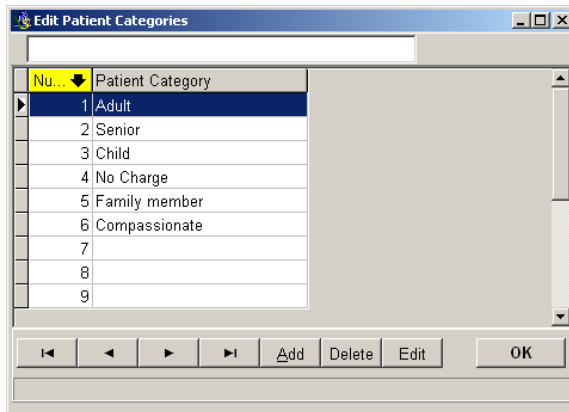 Edit Patient Categories
Nu... Patient Category
1 Adult
2 Senior
3 Child
4 No Charge
5 Family member
6 Compassionate
7
8
9
Add Delete Edit OK